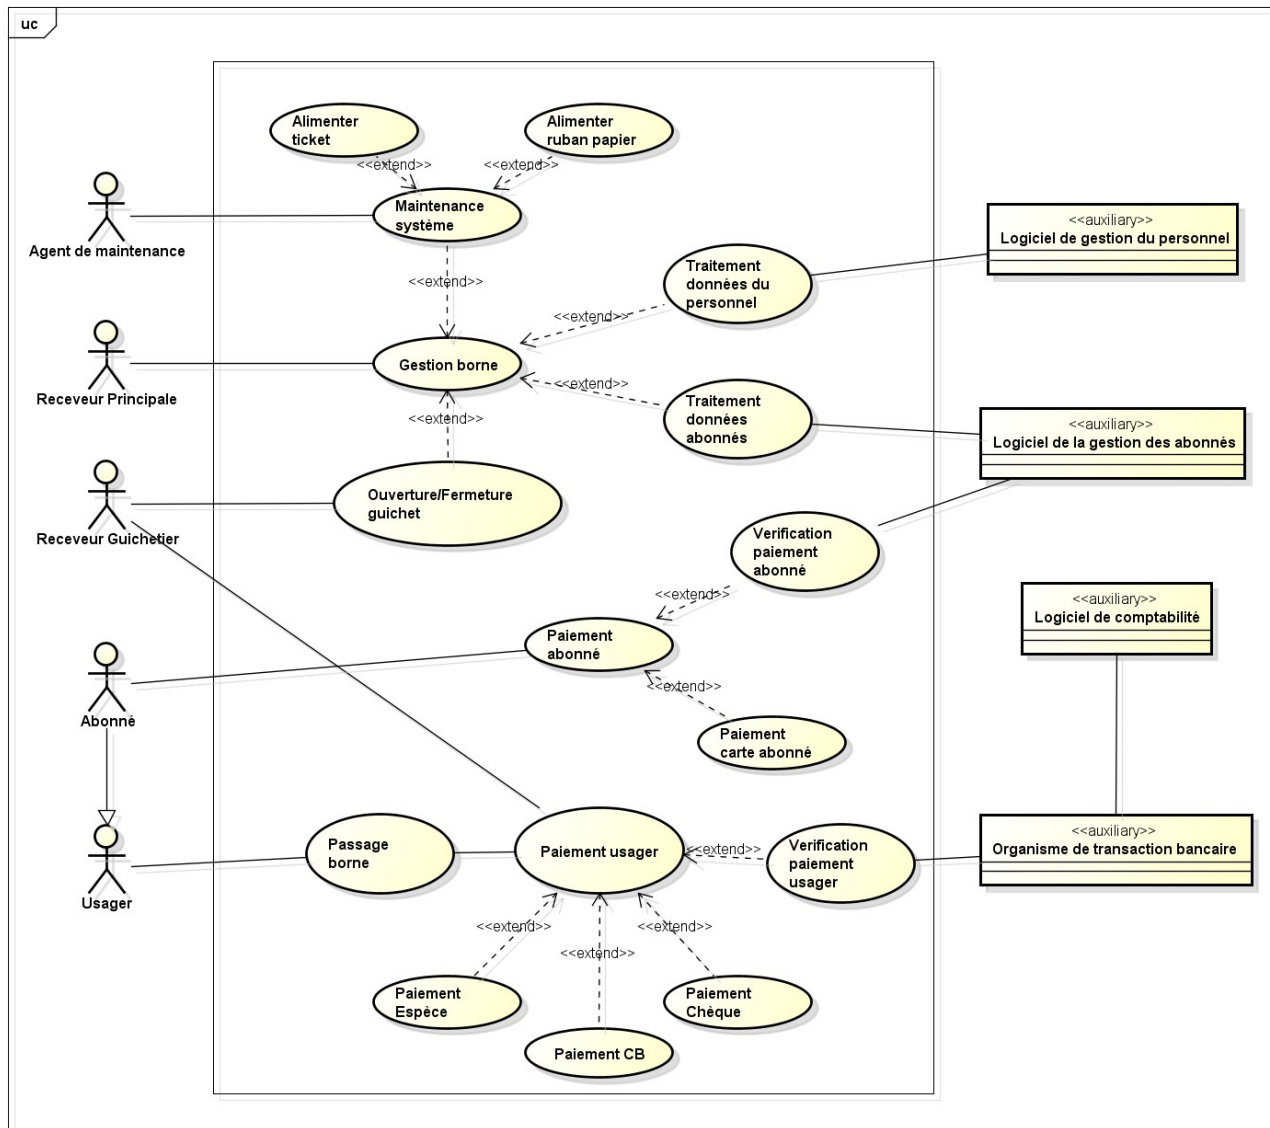 uc
Alimenter
ticket
Alimenter
ruban papier
<<extend>>
<<extend>>
Maintenance
système
Agent de maintenance
<<auxiliary>>
Logiciel de gestion du personnel
<<extend>>
Traitement
données du
personnel
<<extend>>
Gestion borne
Receveur Principale
<<extend>>
<<extend>>
Traitement
données
abonnés
<<auxiliary>>
Logiciel de la gestion des abonnés
Ouverture/Fermeture
guichet
Receveur Guichetier
Verification
paiement
abonné
<<extend>>
<<auxiliary>>
Logiciel de comptabilité
Paiement
abonné
<<extend>>
Abonné
Paiement
carte abonné
Passage
borne
Paiement usager
<<extend>>
Verification
paiement
usager
<<auxiliary>>
Organisme de transaction bancaire
Usager
<<extend>>
<<extend>>
<<extend>>
Paiement
Espèce
Paiement
Chèque
Paiement CB